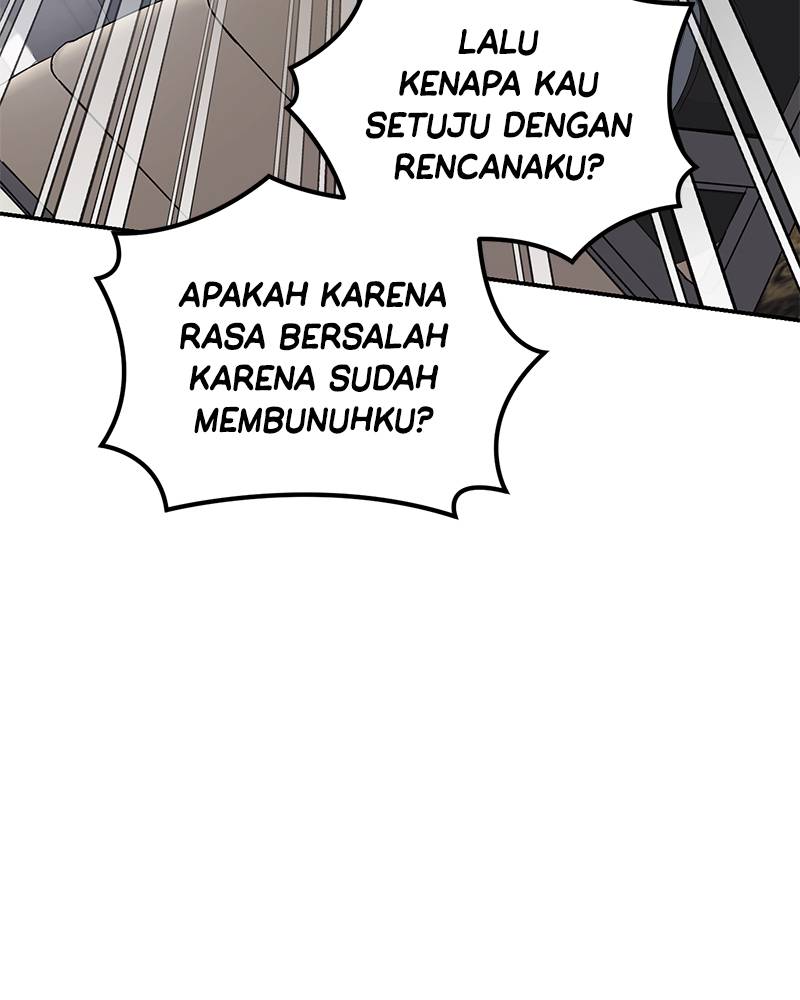 LALU
KENAPA KAU
SETUJU DENGAN
RENCANAKU?
APAKAH KARENA
RASA BERSALAH
KARENA SUDAH
MEMBUNUHKU?